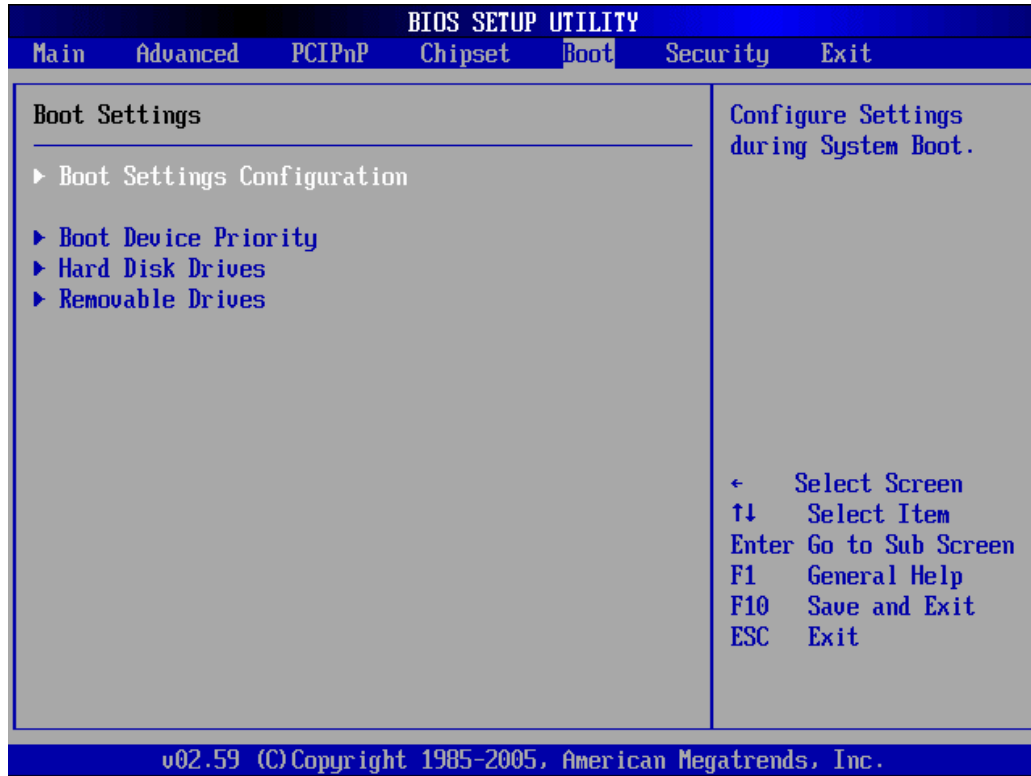 BIOS SETUP UTILITY
Main Advanced PCIPnP Chipset Boot Security Exit
Boot Settings
▶ Boot Settings Configuration
▶ Boot Device Priority
▶ Hard Disk Drives
▶ Removable Drives
Configure Settings
during System Boot.
← Select Screen
↑↓ Select Item
Enter Go to Sub Screen
F1 General Help
F10 Save and Exit
ESC Exit
v02.59 (C)Copyright 1985-2005, American Megatrends, Inc.